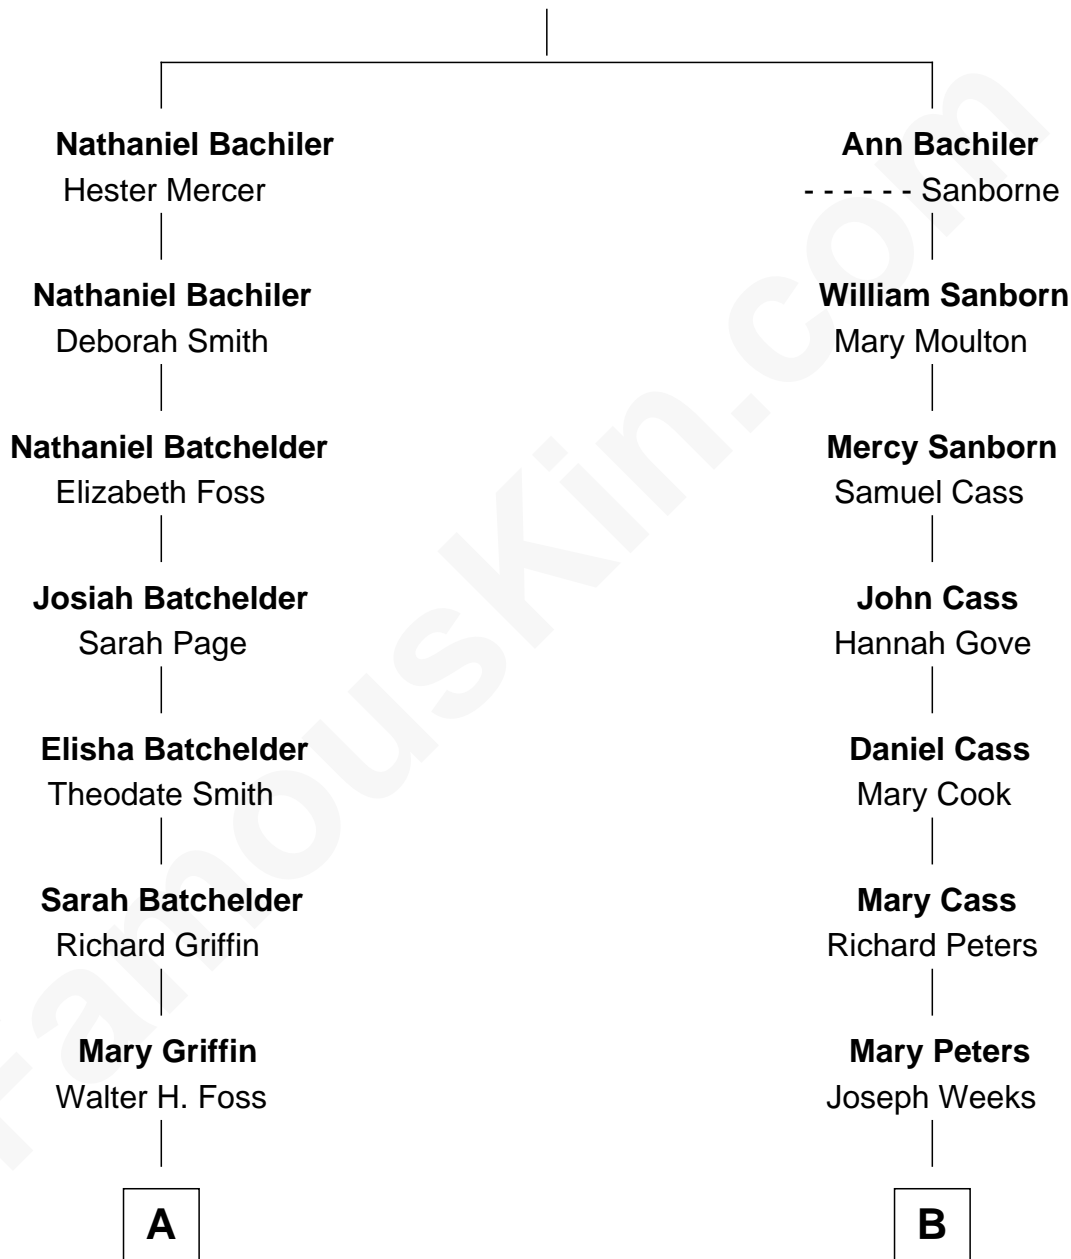 Nathaniel Bachiler
Hester Mercer
Nathaniel Bachiler
Deborah Smith
Nathaniel Batchelder
Elizabeth Foss
Josiah Batchelder
Sarah Page
Elisha Batchelder
Theodate Smith
Sarah Batchelder
Richard Griffin
Mary Griffin
Walter H. Foss
A
Ann Bachiler
- - - - - - Sanborne
William Sanborn
Mary Moulton
Mercy Sanborn
Samuel Cass
John Cass
Hannah Gove
Daniel Cass
Mary Cook
Mary Cass
Richard Peters
Mary Peters
Joseph Weeks
B
FamousKin.com